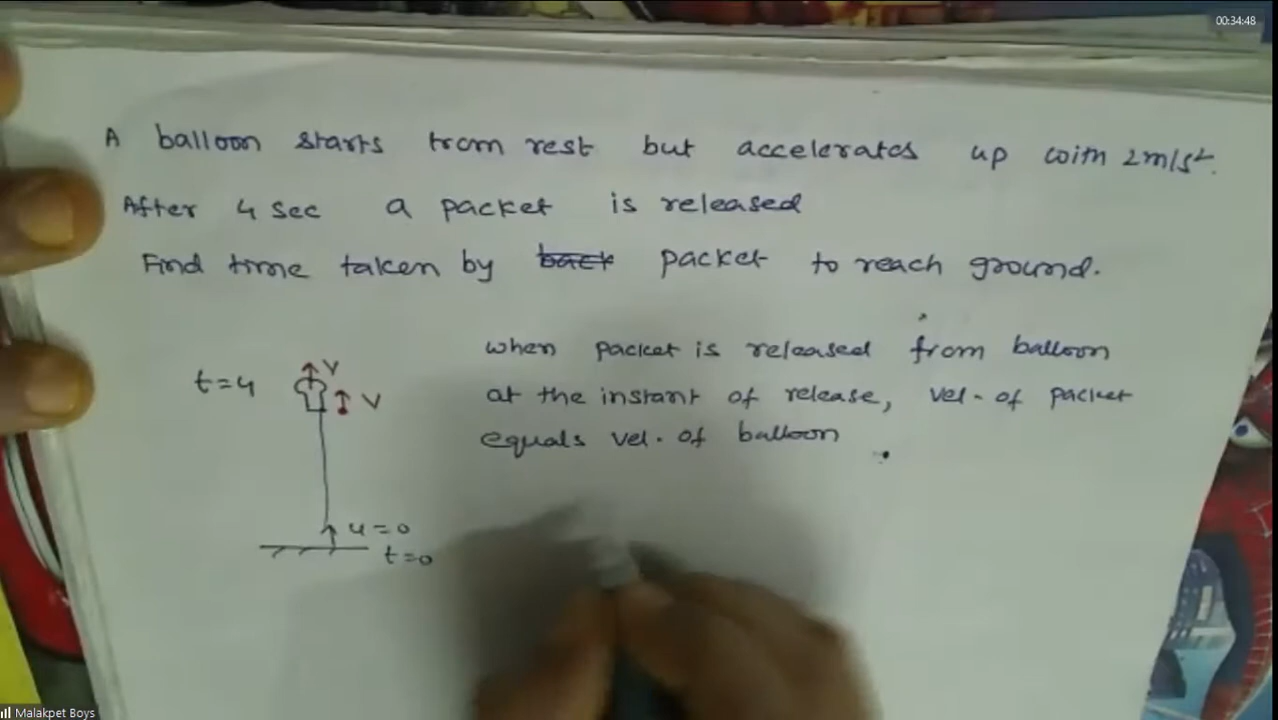 00:34:48
A balloon starts from rest but accelerates up with 2m/s².
After 4 sec a packet is released
Find time taken by back packet to reach ground.
when packet is released from balloon
at the instant of release, vel. of packet
equals vel. of balloon
t=4
V
V
u=0
t=0
Malakpet Boys